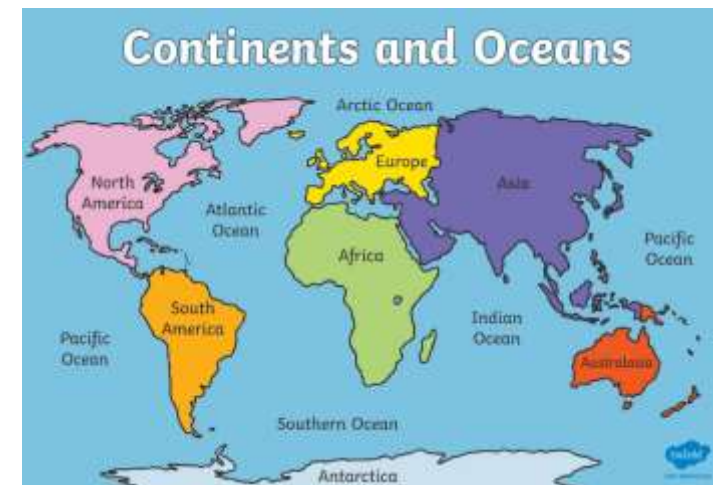 Continents and Oceans
Arctic Ocean
Europe
Asia
North
America
Atlantic
Ocean
Africa
Pacific
Ocean
South
America
Indian
Ocean
Pacific
Ocean
Australasia
Southern Ocean
Antarctica
twinkl